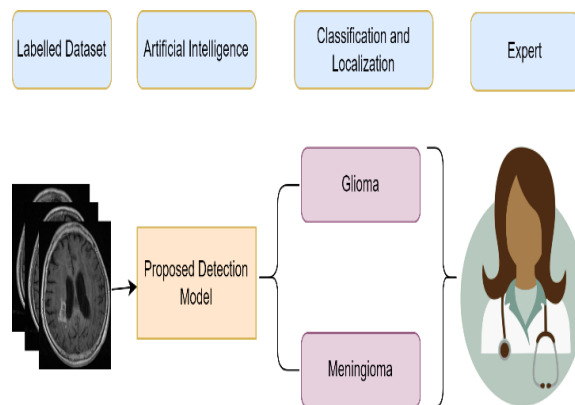 Labelled Dataset
Artificial Intelligence
Classification and
Localization
Expert
Glioma
Proposed Detection
Model
Meningioma